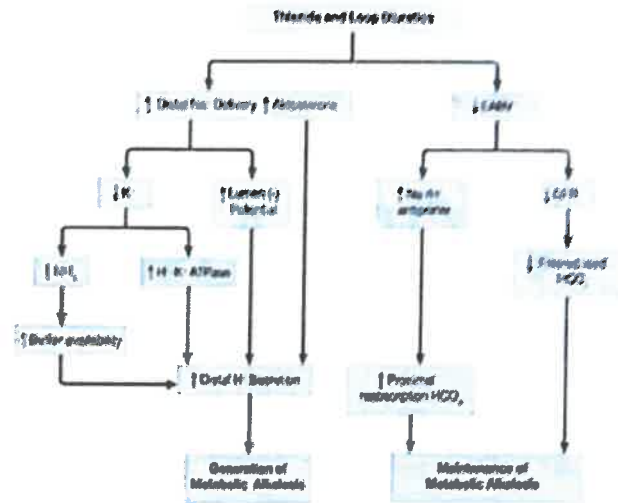 Thiazide and Loop Diuretics
↑ Distal Na⁺ Delivery ↑ Aldosterone
↓ EABV
↓ K⁺
↑ Lumen (-)
Potential
↑ Na/H
antiporter
↓ GFR
↑ NH₃
↑ H⁺ K⁺ ATPase
↓ Filtered load
HCO₃
↑ Buffer availability
↑ Distal H⁺ Secretion
↑ Proximal
reabsorption HCO₃
Generation of
Metabolic Alkalosis
Maintenance of
Metabolic Alkalosis